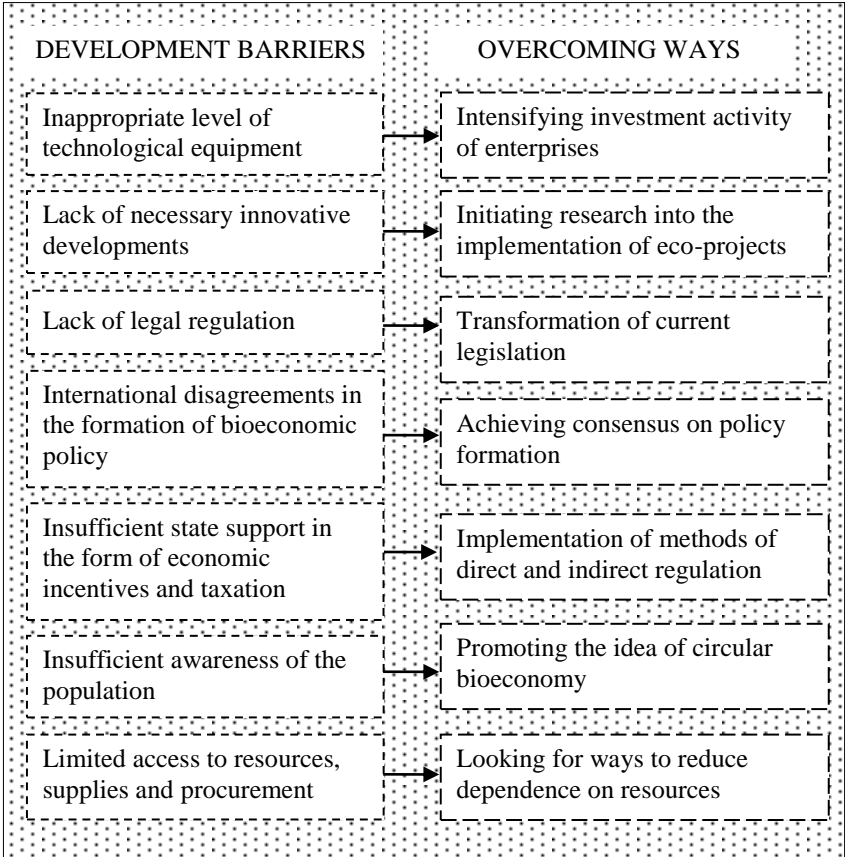 DEVELOPMENT BARRIERS
OVERCOMING WAYS
Inappropriate level of
technological equipment
Intensifying investment activity
of enterprises
Lack of necessary innovative
developments
Initiating research into the
implementation of eco-projects
Lack of legal regulation
Transformation of current
legislation
International disagreements in
the formation of bioeconomic
policy
Achieving consensus on policy
formation
Insufficient state support in
the form of economic
incentives and taxation
Implementation of methods of
direct and indirect regulation
Insufficient awareness of the
population
Promoting the idea of circular
bioeconomy
Limited access to resources,
supplies and procurement
Looking for ways to reduce
dependence on resources